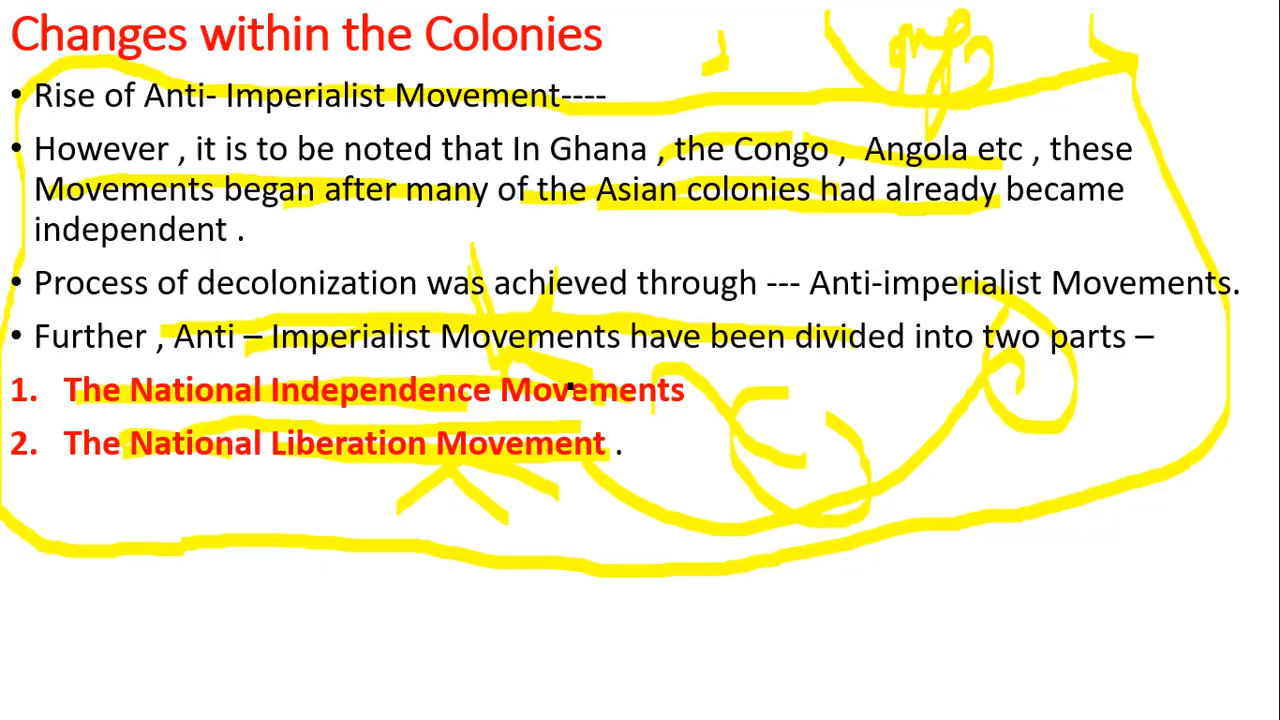 Changes within the Colonies
• Rise of Anti- Imperialist Movement----
• However , it is to be noted that In Ghana , the Congo , Angola etc , these
Movements began after many of the Asian colonies had already became
independent .
• Process of decolonization was achieved through --- Anti-imperialist Movements.
• Further , Anti – Imperialist Movements have been divided into two parts –
1. The National Independence Movements
2. The National Liberation Movement .